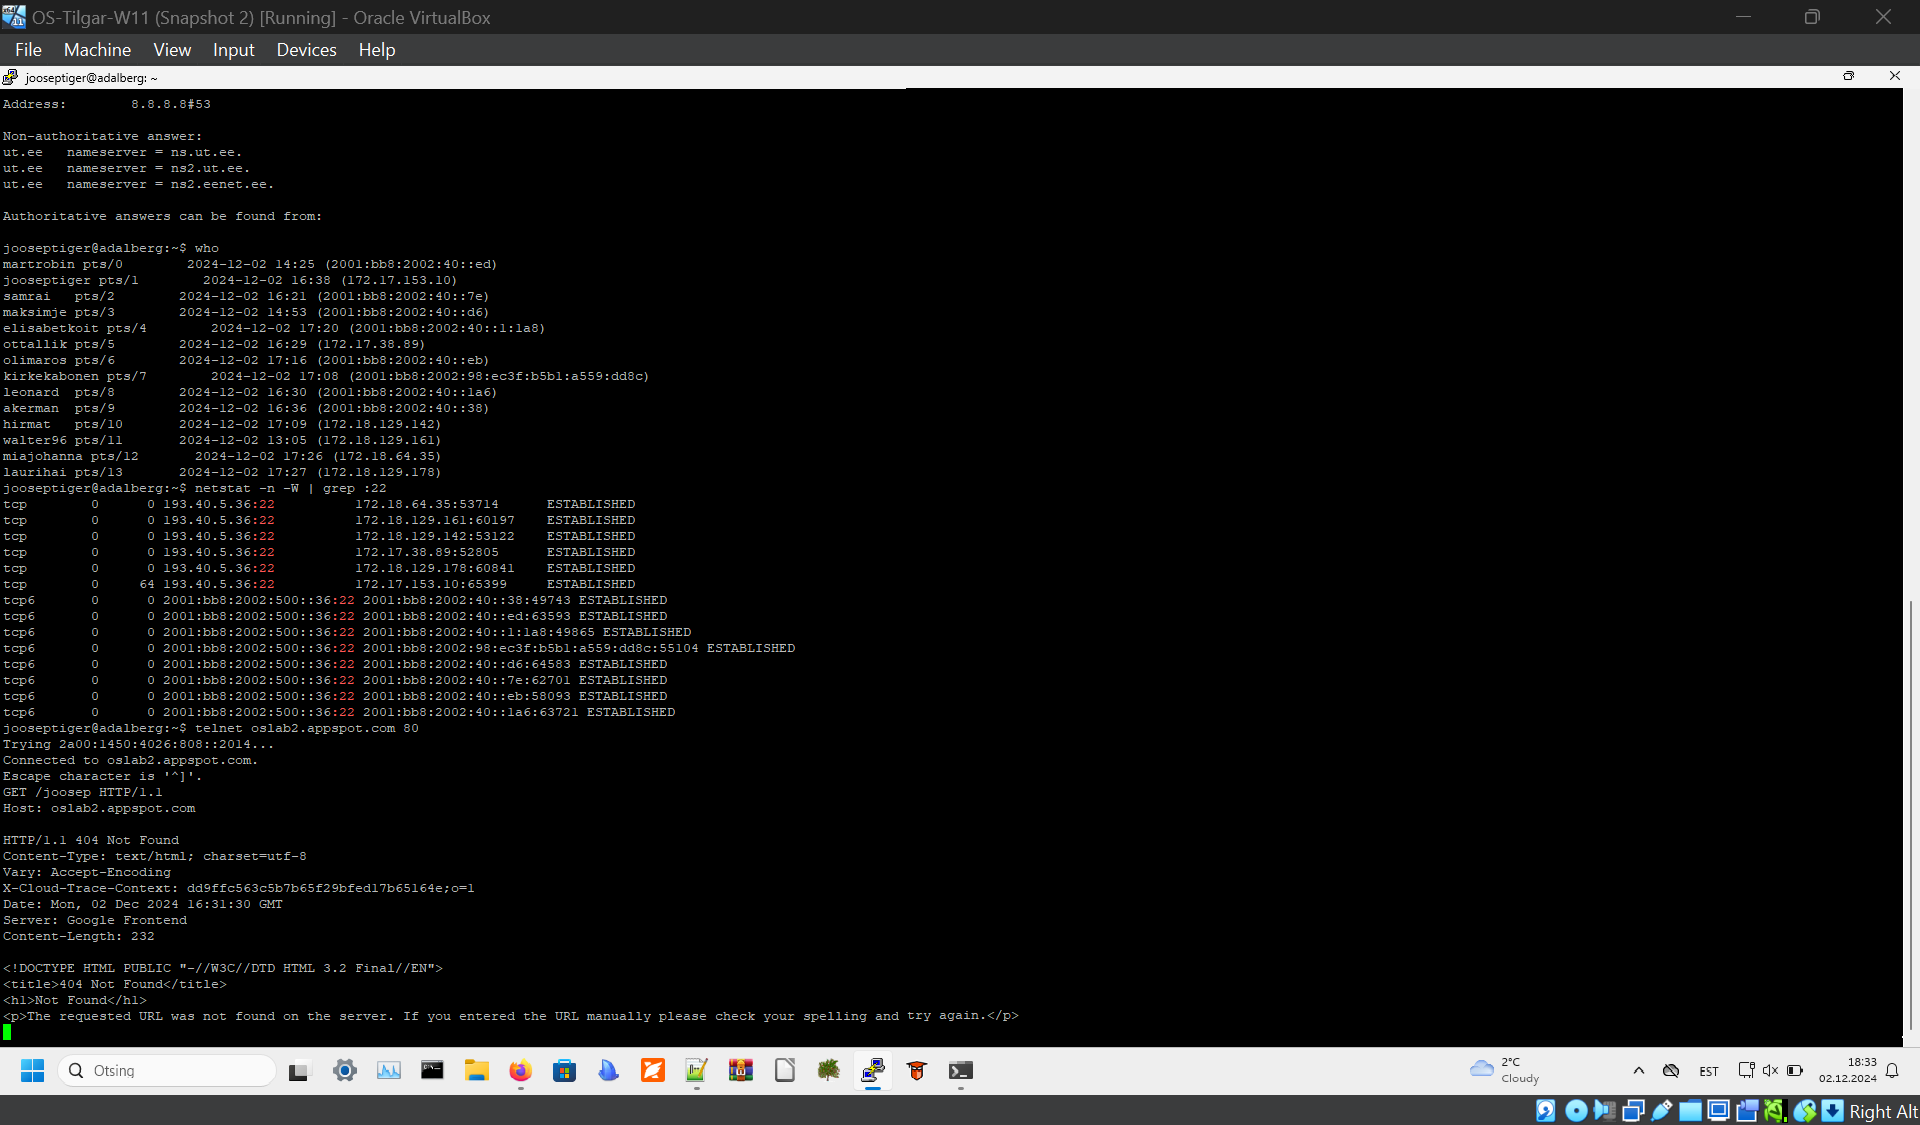 OS-Tilgar-W11 (Snapshot 2) [Running] - Oracle VirtualBox
File Machine View Input Devices Help
jooseptiger@adalberg: ~
Address: 8.8.8.8#53
Non-authoritative answer:
ut.ee nameserver = ns.ut.ee.
ut.ee nameserver = ns2.ut.ee.
ut.ee nameserver = ns2.eenet.ee.
Authoritative answers can be found from:
jooseptiger@adalberg:~$ who
martrobin pts/0 2024-12-02 14:25 (2001:bb8:2002:40::ed)
jooseptiger pts/1 2024-12-02 16:38 (172.17.153.10)
samrai pts/2 2024-12-02 16:21 (2001:bb8:2002:40::7e)
maksimje pts/3 2024-12-02 14:53 (2001:bb8:2002:40::d6)
elisabetkoit pts/4 2024-12-02 17:20 (2001:bb8:2002:40::1:1a8)
ottallik pts/5 2024-12-02 16:29 (172.17.38.89)
olimaros pts/6 2024-12-02 17:16 (2001:bb8:2002:40::eb)
kirkekabonen pts/7 2024-12-02 17:08 (2001:bb8:2002:98:ec3f:b5b1:a559:dd8c)
leonard pts/8 2024-12-02 16:30 (2001:bb8:2002:40::1a6)
akerman pts/9 2024-12-02 16:36 (2001:bb8:2002:40::38)
hirmat pts/10 2024-12-02 17:09 (172.18.129.142)
walter96 pts/11 2024-12-02 13:05 (172.18.129.161)
miajohanna pts/12 2024-12-02 17:26 (172.18.64.35)
laurihai pts/13 2024-12-02 17:27 (172.18.129.178)
jooseptiger@adalberg:~$ netstat -n -W | grep :22
tcp 0 0 193.40.5.36:22 172.18.64.35:53714 ESTABLISHED
tcp 0 0 193.40.5.36:22 172.18.129.161:60197 ESTABLISHED
tcp 0 0 193.40.5.36:22 172.18.129.142:53122 ESTABLISHED
tcp 0 0 193.40.5.36:22 172.17.38.89:52805 ESTABLISHED
tcp 0 0 193.40.5.36:22 172.18.129.178:60841 ESTABLISHED
tcp 0 64 193.40.5.36:22 172.17.153.10:65399 ESTABLISHED
tcp6 0 0 2001:bb8:2002:500::36:22 2001:bb8:2002:40::38:49743 ESTABLISHED
tcp6 0 0 2001:bb8:2002:500::36:22 2001:bb8:2002:40::ed:63593 ESTABLISHED
tcp6 0 0 2001:bb8:2002:500::36:22 2001:bb8:2002:40::1:1a8:49865 ESTABLISHED
tcp6 0 0 2001:bb8:2002:500::36:22 2001:bb8:2002:98:ec3f:b5b1:a559:dd8c:55104 ESTABLISHED
tcp6 0 0 2001:bb8:2002:500::36:22 2001:bb8:2002:40::d6:64583 ESTABLISHED
tcp6 0 0 2001:bb8:2002:500::36:22 2001:bb8:2002:40::7e:62701 ESTABLISHED
tcp6 0 0 2001:bb8:2002:500::36:22 2001:bb8:2002:40::eb:58093 ESTABLISHED
tcp6 0 0 2001:bb8:2002:500::36:22 2001:bb8:2002:40::1a6:63721 ESTABLISHED
jooseptiger@adalberg:~$ telnet oslab2.appspot.com 80
Trying 2a00:1450:4026:808::2014...
Connected to oslab2.appspot.com.
Escape character is '^]'.
GET /joosep HTTP/1.1
Host: oslab2.appspot.com
HTTP/1.1 404 Not Found
Content-Type: text/html; charset=utf-8
Vary: Accept-Encoding
X-Cloud-Trace-Context: dd9ffc563c5b7b65f29bfed17b65164e;o=1
Date: Mon, 02 Dec 2024 16:31:30 GMT
Server: Google Frontend
Content-Length: 232
<!DOCTYPE HTML PUBLIC "-//W3C//DTD HTML 3.2 Final//EN">
<title>404 Not Found</title>
<h1>Not Found</h1>
<p>The requested URL was not found on the server. If you entered the URL manually please check your spelling and try again.</p>
Otsing
2°C
Cloudy
EST
18:33
02.12.2024
Right Alt